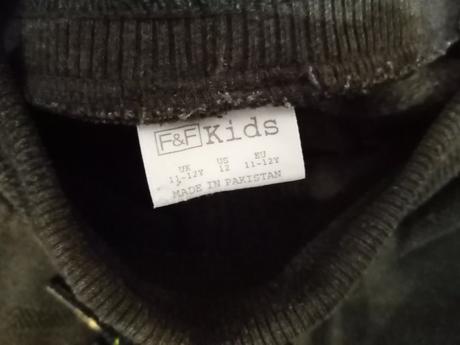 F&F Kids
UK US EU
11-12Y 12 11-12Y
MADE IN PAKISTAN